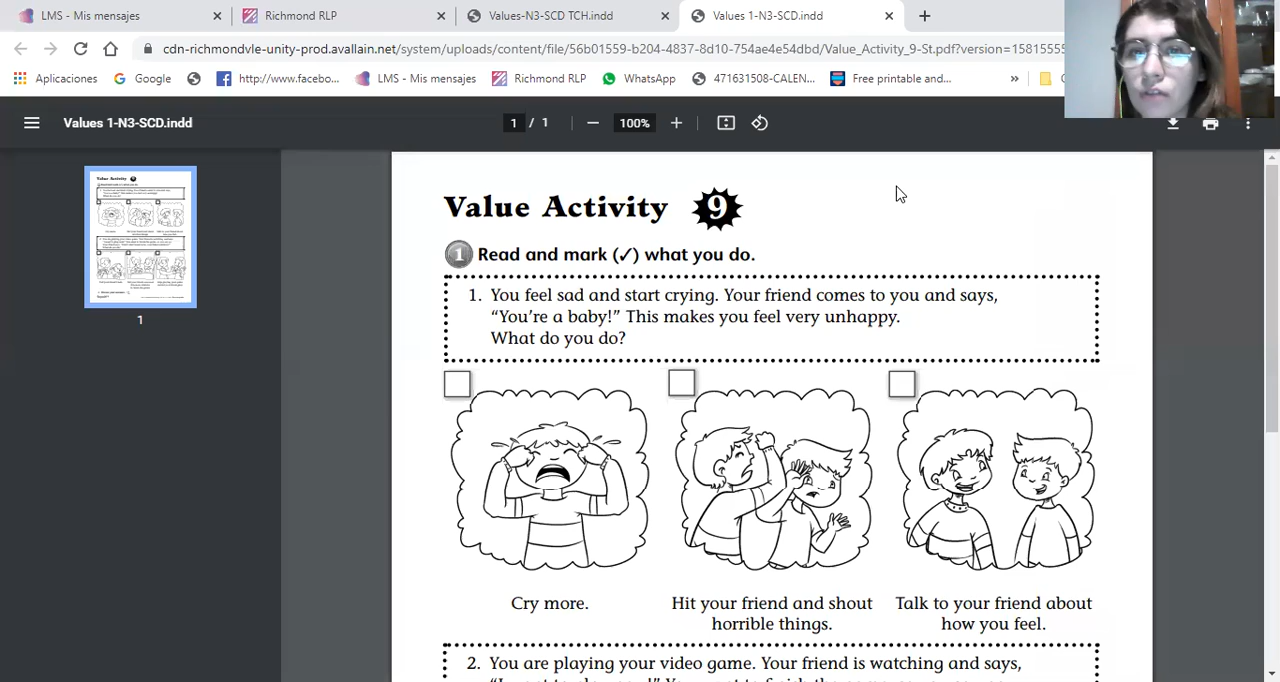 LMS - Mis mensajes
Richmond RLP
Values-N3-SCD TCH.indd
Values 1-N3-SCD.indd
cdn-richmondvle-unity-prod.avallain.net/system/uploads/content/file/56b01559-b204-4837-8d10-754ae4e54dbd/Value_Activity_9-St.pdf?version=15815555
Aplicaciones
Google
http://www.facebo...
LMS - Mis mensajes
Richmond RLP
WhatsApp
471631508-CALEN...
Free printable and...
»
Values 1-N3-SCD.indd
1 / 1
100%
1
Value Activity 9
1 Read and mark (✓) what you do.
1. You feel sad and start crying. Your friend comes to you and says,
“You’re a baby!” This makes you feel very unhappy.
What do you do?
Cry more.
Hit your friend and shout
horrible things.
Talk to your friend about
how you feel.
2. You are playing your video game. Your friend is watching and says,